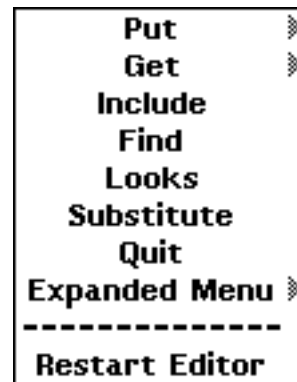 Put
Get
Include
Find
Looks
Substitute
Quit
Expanded Menu
--------------
Restart Editor